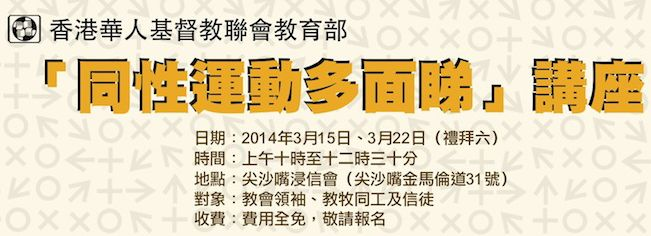 香港華人基督教聯會教育部
「同性運動多面睇」講座
日期：2014年3月15日、3月22日（禮拜六）
時間：上午十時至十二時三十分
地點：尖沙嘴浸信會（尖沙嘴金馬倫道31號）
對象：教會領袖、教牧同工及信徒
收費：費用全免，敬請報名